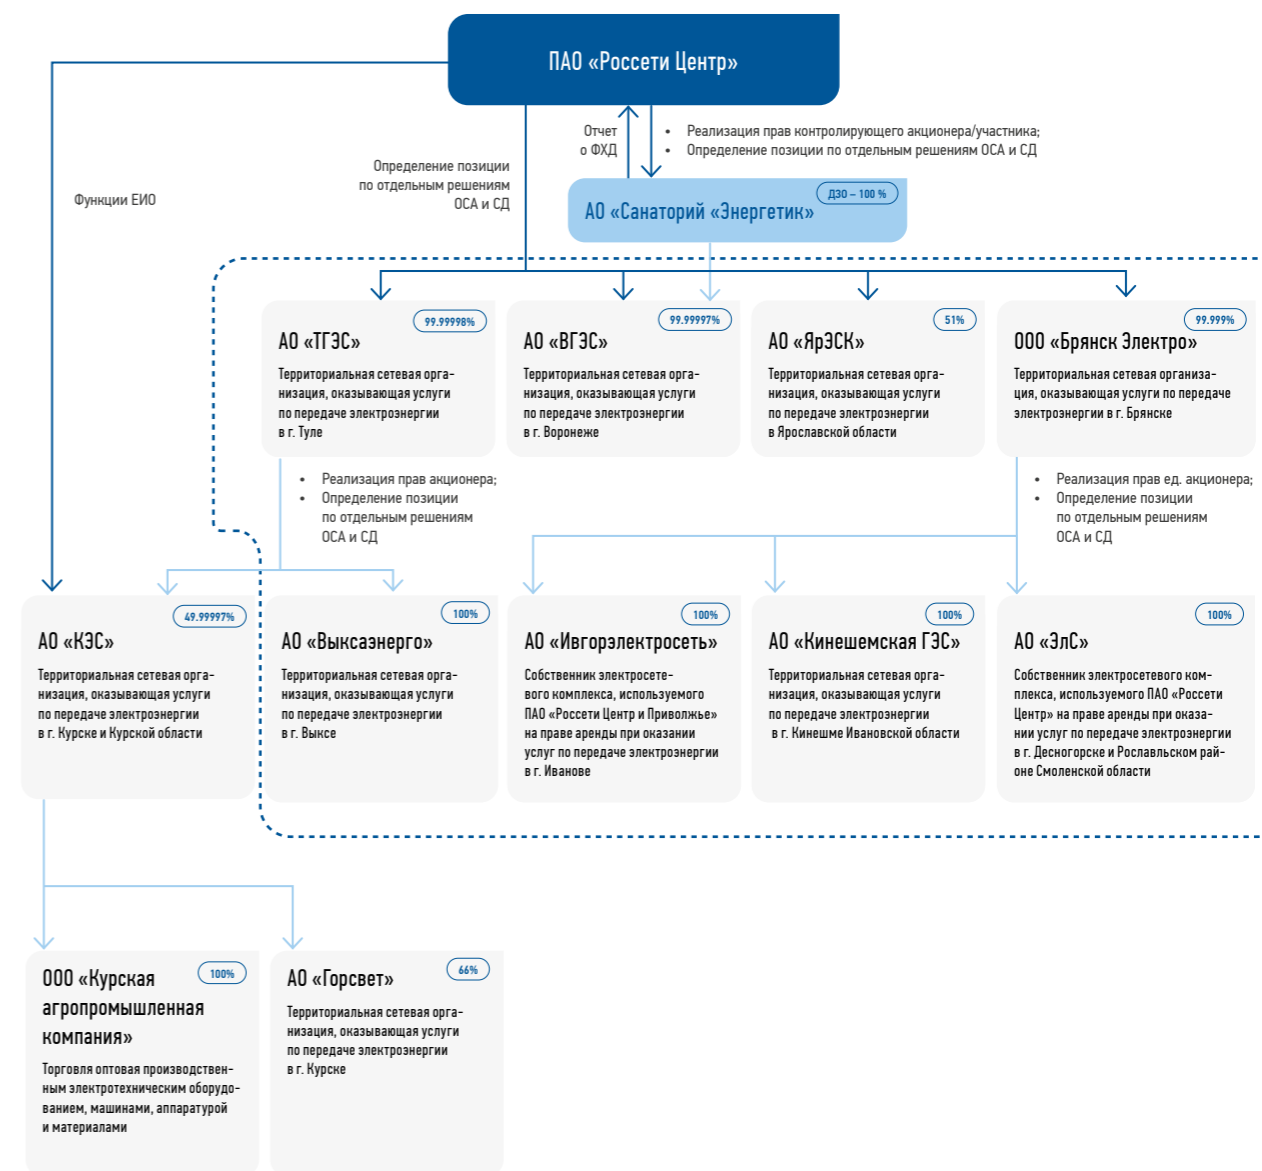 ПАО «Россети Центр»
Отчет
о ФХД
• Реализация прав контролирующего акционера/участника;
• Определение позиции по отдельным решениям ОСА и СД
Определение позиции
по отдельным решениям
ОСА и СД
Функции ЕИО
ДЗО – 100 %
АО «Санаторий «Энергетик»
99.99998%
АО «ТГЭС»
Территориальная сетевая орга-
низация, оказывающая услуги
по передаче электроэнергии
в г. Туле
99.99997%
АО «ВГЭС»
Территориальная сетевая орга-
низация, оказывающая услуги
по передаче электроэнергии
в г. Воронеже
51%
АО «ЯрЭСК»
Территориальная сетевая орга-
низация, оказывающая услуги
по передаче электроэнергии
в Ярославской области
99.999%
ООО «Брянск Электро»
Территориальная сетевая организа-
ция, оказывающая услуги по передаче
электроэнергии в г. Брянске
• Реализация прав акционера;
• Определение позиции
по отдельным решениям
ОСА и СД
• Реализация прав ед. акционера;
• Определение позиции
по отдельным решениям
ОСА и СД
49.99997%
АО «КЭС»
Территориальная сетевая орга-
низация, оказывающая услуги
по передаче электроэнергии
в г. Курске и Курской области
100%
АО «Выксаэнерго»
Территориальная сетевая орга-
низация, оказывающая услуги
по передаче электроэнергии
в г. Выксе
100%
АО «Ивгорэлектросеть»
Собственник электросете-
вого комплекса, используемого
ПАО «Россети Центр и Приволжье»
на праве аренды при оказании
услуг по передаче электроэнергии
в г. Иванове
100%
АО «Кинешемская ГЭС»
Территориальная сетевая орга-
низация, оказывающая услуги
по передаче электроэнергии
в г. Кинешме Ивановской области
100%
АО «ЭлС»
Собственник электросетевого ком-
плекса, используемого ПАО «Россети
Центр» на праве аренды при оказа-
нии услуг по передаче электроэнергии
в г. Десногорске и Рославльском рай-
оне Смоленской области
100%
ООО «Курская
агропромышленная
компания»
Торговля оптовая производствен-
ным электротехническим оборудо-
ванием, машинами, аппаратурой
и материалами
66%
АО «Горсвет»
Территориальная сетевая орга-
низация, оказывающая услуги
по передаче электроэнергии
в г. Курске